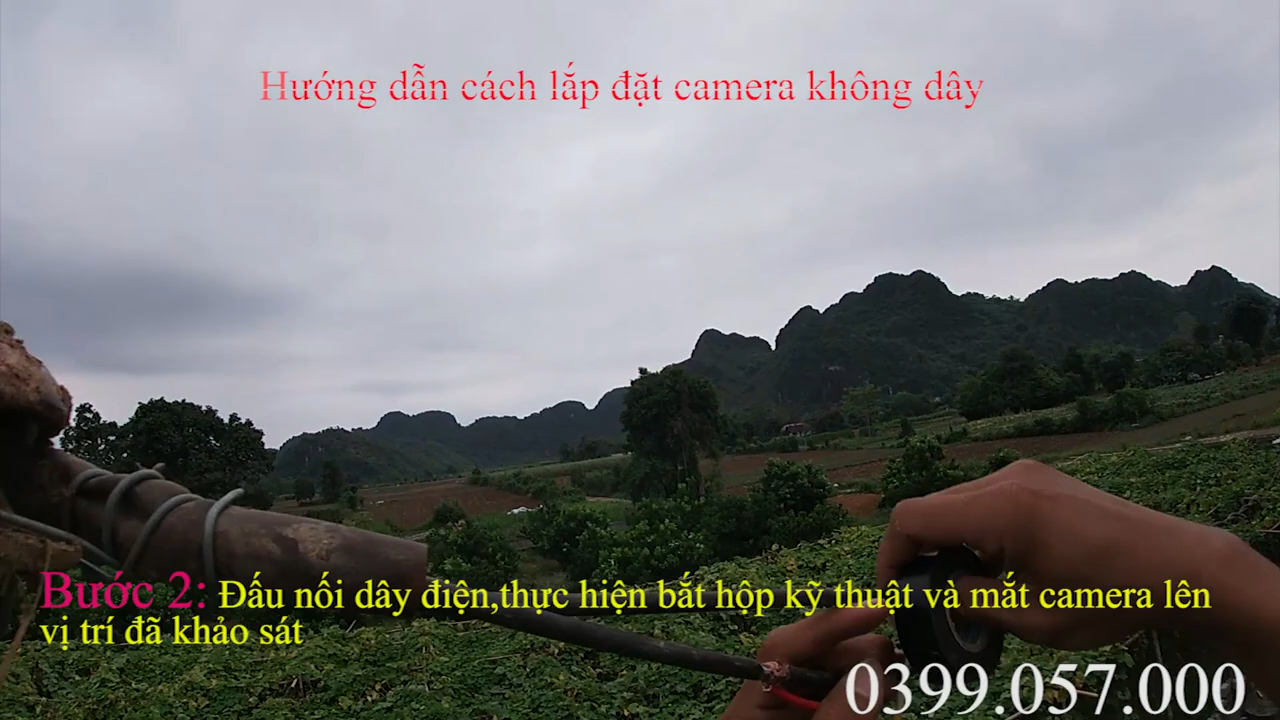 Hướng dẫn cách lắp đặt camera không dây
Bước 2: Đấu nối dây điện,thực hiện bắt hộp kỹ thuật và mắt camera lên
vị trí đã khảo sát
0399.057.000